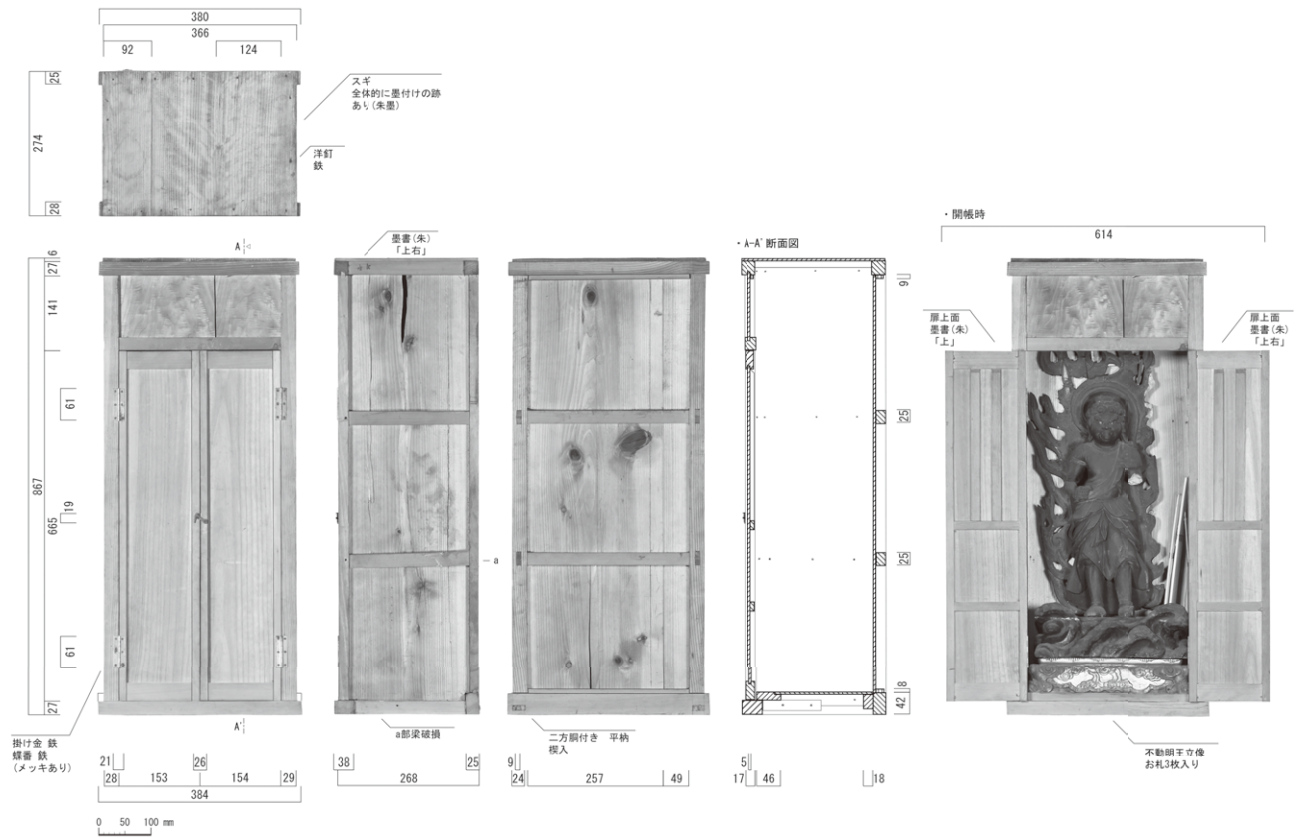 380
366
92
124
25
274
28
スギ
全体的に墨付けの跡
あり(朱墨)
洋釘
鉄
A
6
27
141
61
867
19
665
61
27
A'
掛け金 鉄
蝶番 鉄
(メッキあり)
21
26
28
153
154
29
384
0 50 100 mm
墨書(朱)
「上右」
a
a部梁破損
38
25
268
二方胴付き 平枘
楔入
9
24
257
49
・A-A' 断面図
9
25
25
8
42
5
17
46
18
・開帳時
614
扉上面
墨書(朱)
「上」
扉上面
墨書(朱)
「上右」
不動明王立像
お札3枚入り